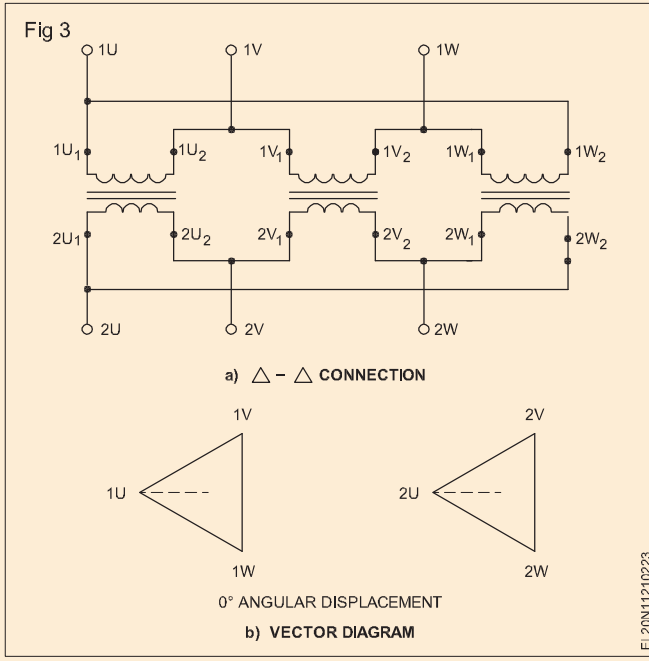 Fig 3
1U 1V 1W
1U1 1U2 1V1 1V2 1W1 1W2
2U1 2U2 2V1 2V2 2W1 2W2
2U 2V 2W
a) △ – △ CONNECTION
1V 2V
1U 2U
1W 2W
0° ANGULAR DISPLACEMENT
b) VECTOR DIAGRAM
EL20N11210223